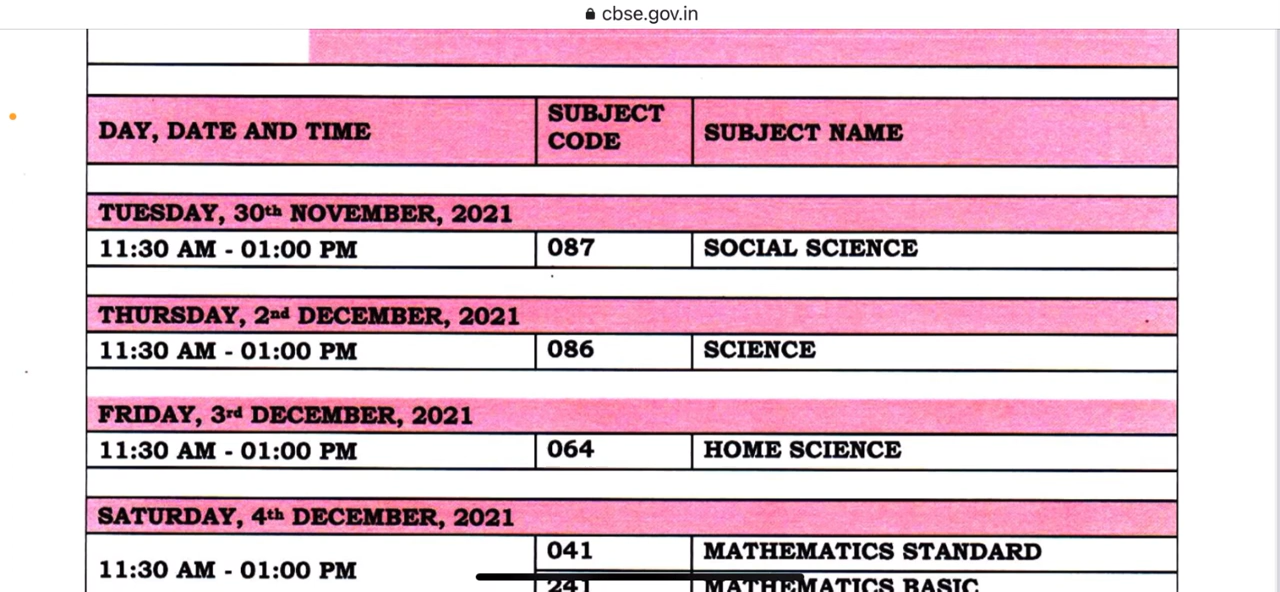 cbse.gov.in
DAY, DATE AND TIME
SUBJECT CODE
SUBJECT NAME
TUESDAY, 30th NOVEMBER, 2021
11:30 AM - 01:00 PM 087 SOCIAL SCIENCE
THURSDAY, 2nd DECEMBER, 2021
11:30 AM - 01:00 PM 086 SCIENCE
FRIDAY, 3rd DECEMBER, 2021
11:30 AM - 01:00 PM 064 HOME SCIENCE
SATURDAY, 4th DECEMBER, 2021
11:30 AM - 01:00 PM
041 MATHEMATICS STANDARD
241 MATHEMATICS BASIC